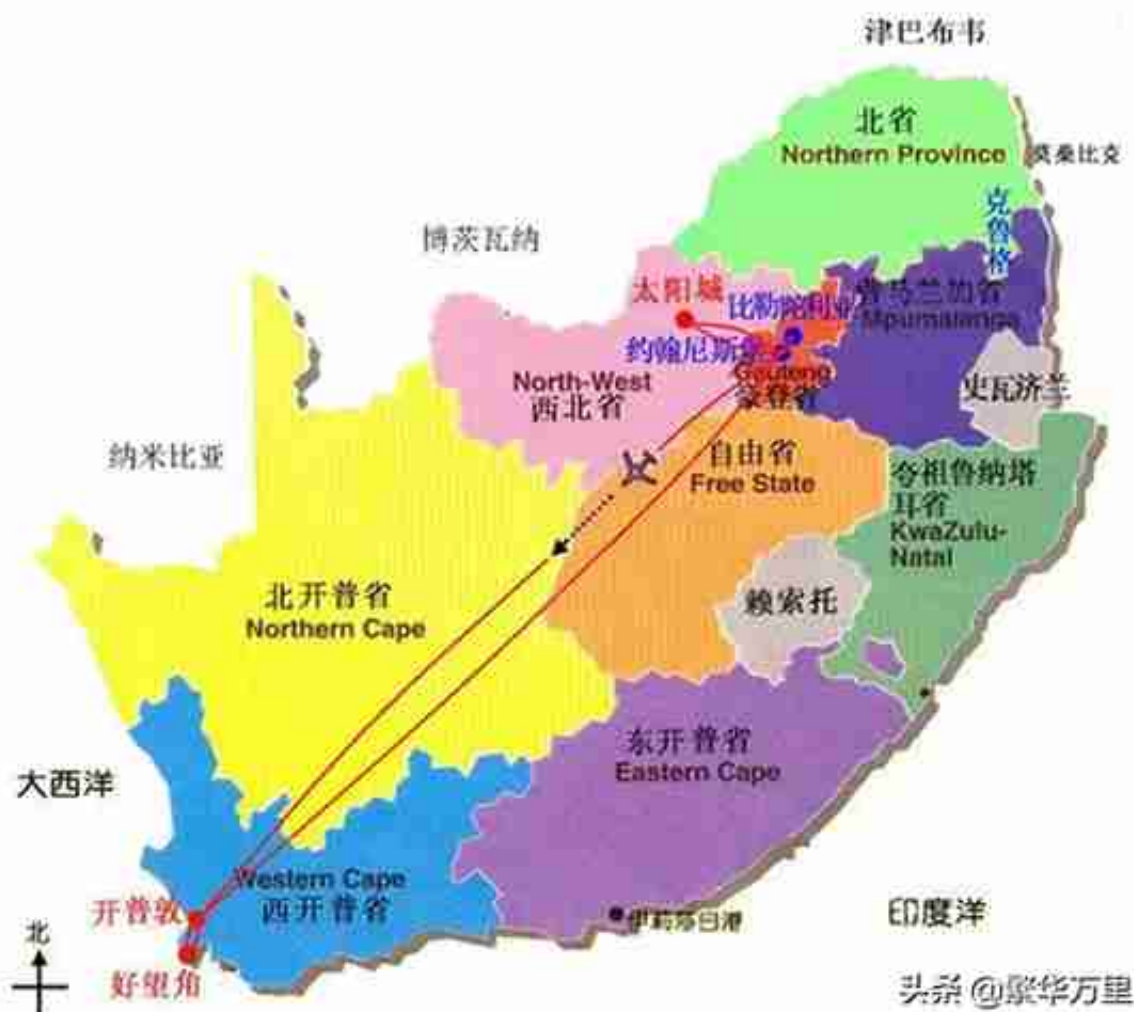 津巴布韦
北省
Northern Province
莫桑比克
克鲁格
博茨瓦纳
太阳城
比勒陀利亚
普马兰加省
Mpumalanga
约翰尼斯堡
Gauteng
豪登省
North-West
西北省
史瓦济兰
纳米比亚
自由省
Free State
夸祖鲁纳塔
耳省
KwaZulu-
Natal
北开普省
Northern Cape
赖索托
东开普省
Eastern Cape
大西洋
Western Cape
西开普省
开普敦
伊莉莎白港
印度洋
北
好望角
头条 @繁华万里